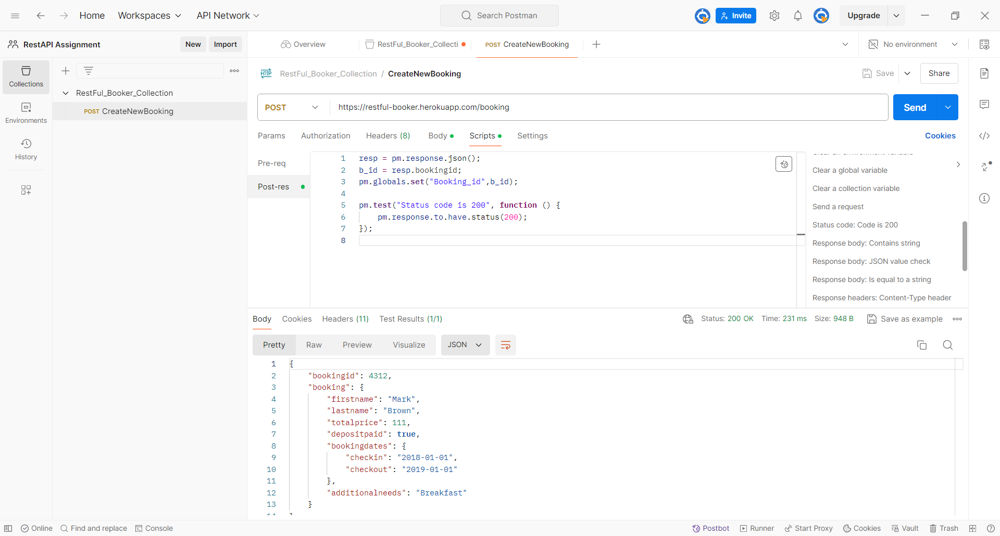 Home Workspaces API Network Search Postman Invite Upgrade
RestAPI Assignment New Import Overview RestFul_Booker_Collecti POST CreateNewBooking No environment
Collections
Environments
History
RestFul_Booker_Collection
POST CreateNewBooking
HTTP RestFul_Booker_Collection / CreateNewBooking Save Share
POST https://restful-booker.herokuapp.com/booking Send
Params Authorization Headers (8) Body Scripts Settings Cookies
Pre-req
Post-res
1 resp = pm.response.json();
2 b_id = resp.bookingid;
3 pm.globals.set("Booking_id",b_id);
4
5 pm.test("Status code is 200", function () {
6 pm.response.to.have.status(200);
7 });
8
Clear an environment variable
Clear a global variable
Clear a collection variable
Send a request
Status code: Code is 200
Response body: Contains string
Response body: JSON value check
Response body: Is equal to a string
Response headers: Content-Type header
Body Cookies Headers (11) Test Results (1/1) Status: 200 OK Time: 231 ms Size: 948 B Save as example
Pretty Raw Preview Visualize JSON
1 {
2 "bookingid": 4312,
3 "booking": {
4 "firstname": "Mark",
5 "lastname": "Brown",
6 "totalprice": 111,
7 "depositpaid": true,
8 "bookingdates": {
9 "checkin": "2018-01-01",
10 "checkout": "2019-01-01"
11 },
12 "additionalneeds": "Breakfast"
13 }
14 }
Online Find and replace Console Postbot Runner Start Proxy Cookies Vault Trash